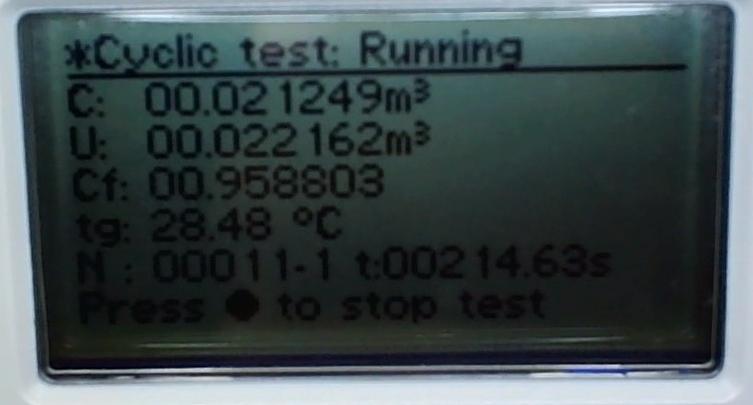 *Cyclic test: Running
C: 00.021249m³
U: 00.022162m³
Cf: 00.958803
tg: 28.48 °C
N : 00011-1 t:00214.63s
Press ● to stop test